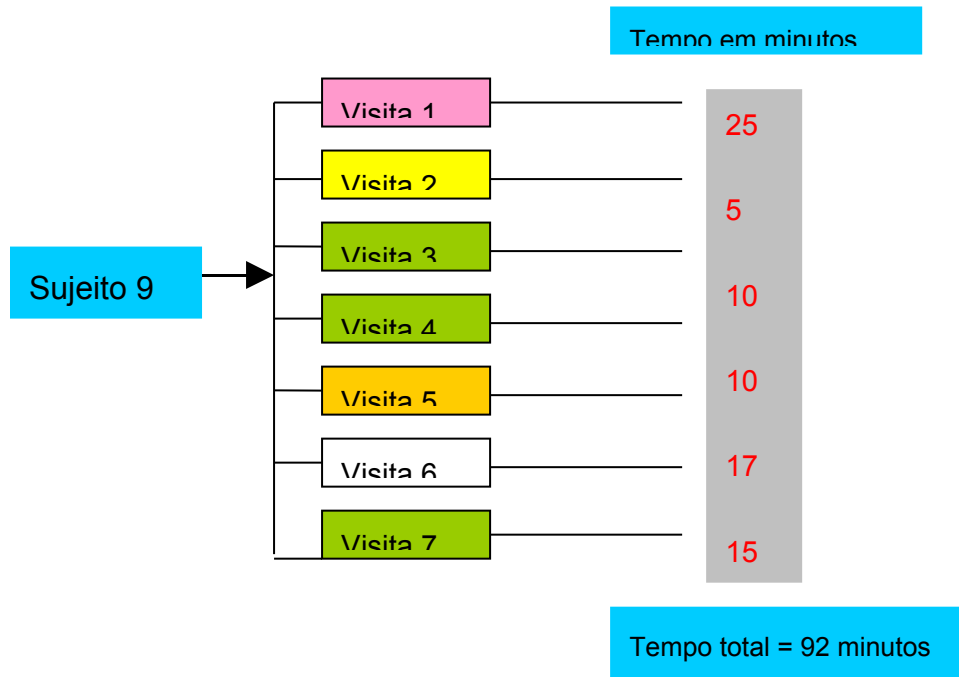 Tempo em minutos
Visita 1
25
Visita 2
5
Visita 3
Sujeito 9
10
Visita 4
10
Visita 5
17
Visita 6
15
Visita 7
Tempo total = 92 minutos